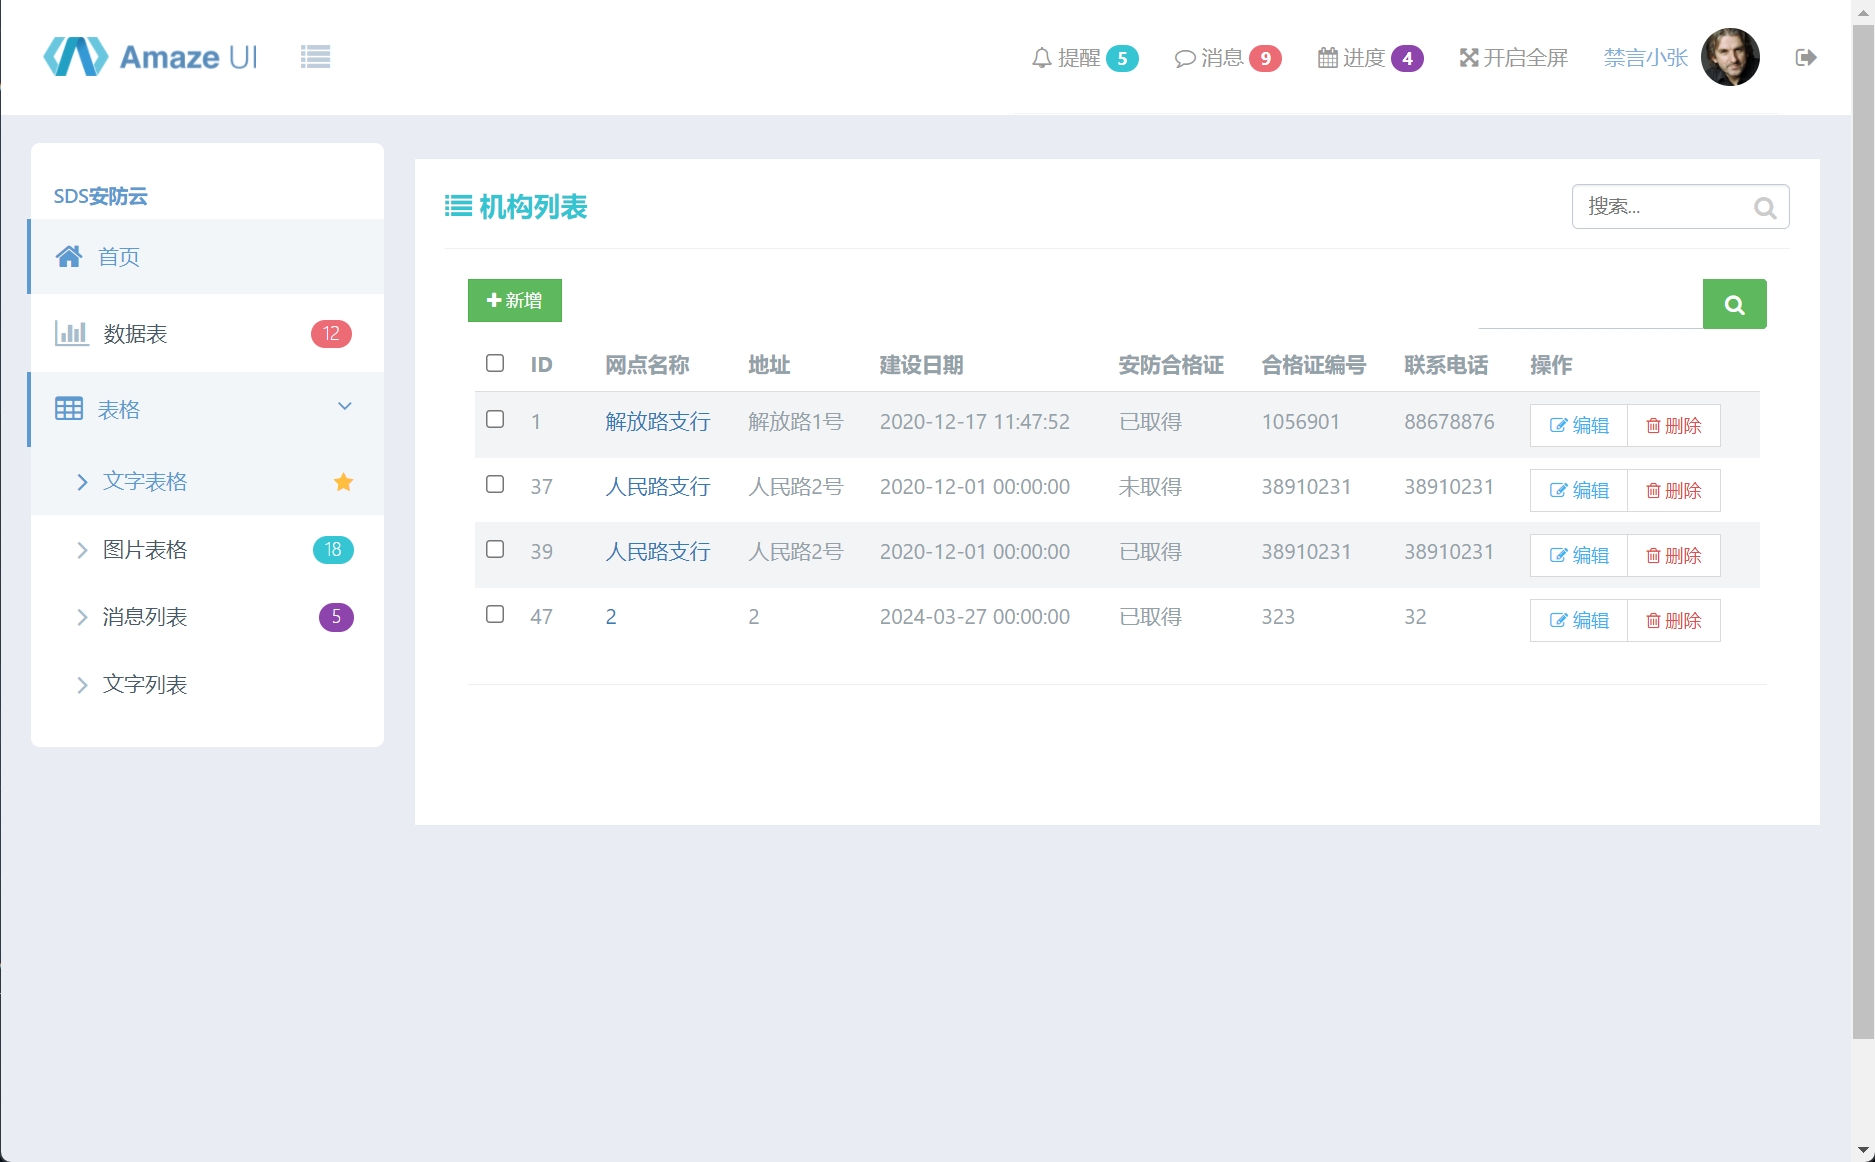 Amaze UI
提醒 5 消息 9 进度 4 开启全屏 禁言小张
SDS安防云
首页
数据表 12
表格
文字表格
图片表格 18
消息列表 5
文字列表
机构列表 搜索...
新增
ID 网点名称 地址 建设日期 安防合格证 合格证编号 联系电话 操作
1 解放路支行 解放路1号 2020-12-17 11:47:52 已取得 1056901 88678876 编辑 删除
37 人民路支行 人民路2号 2020-12-01 00:00:00 未取得 38910231 38910231 编辑 删除
39 人民路支行 人民路2号 2020-12-01 00:00:00 已取得 38910231 38910231 编辑 删除
47 2 2 2024-03-27 00:00:00 已取得 323 32 编辑 删除